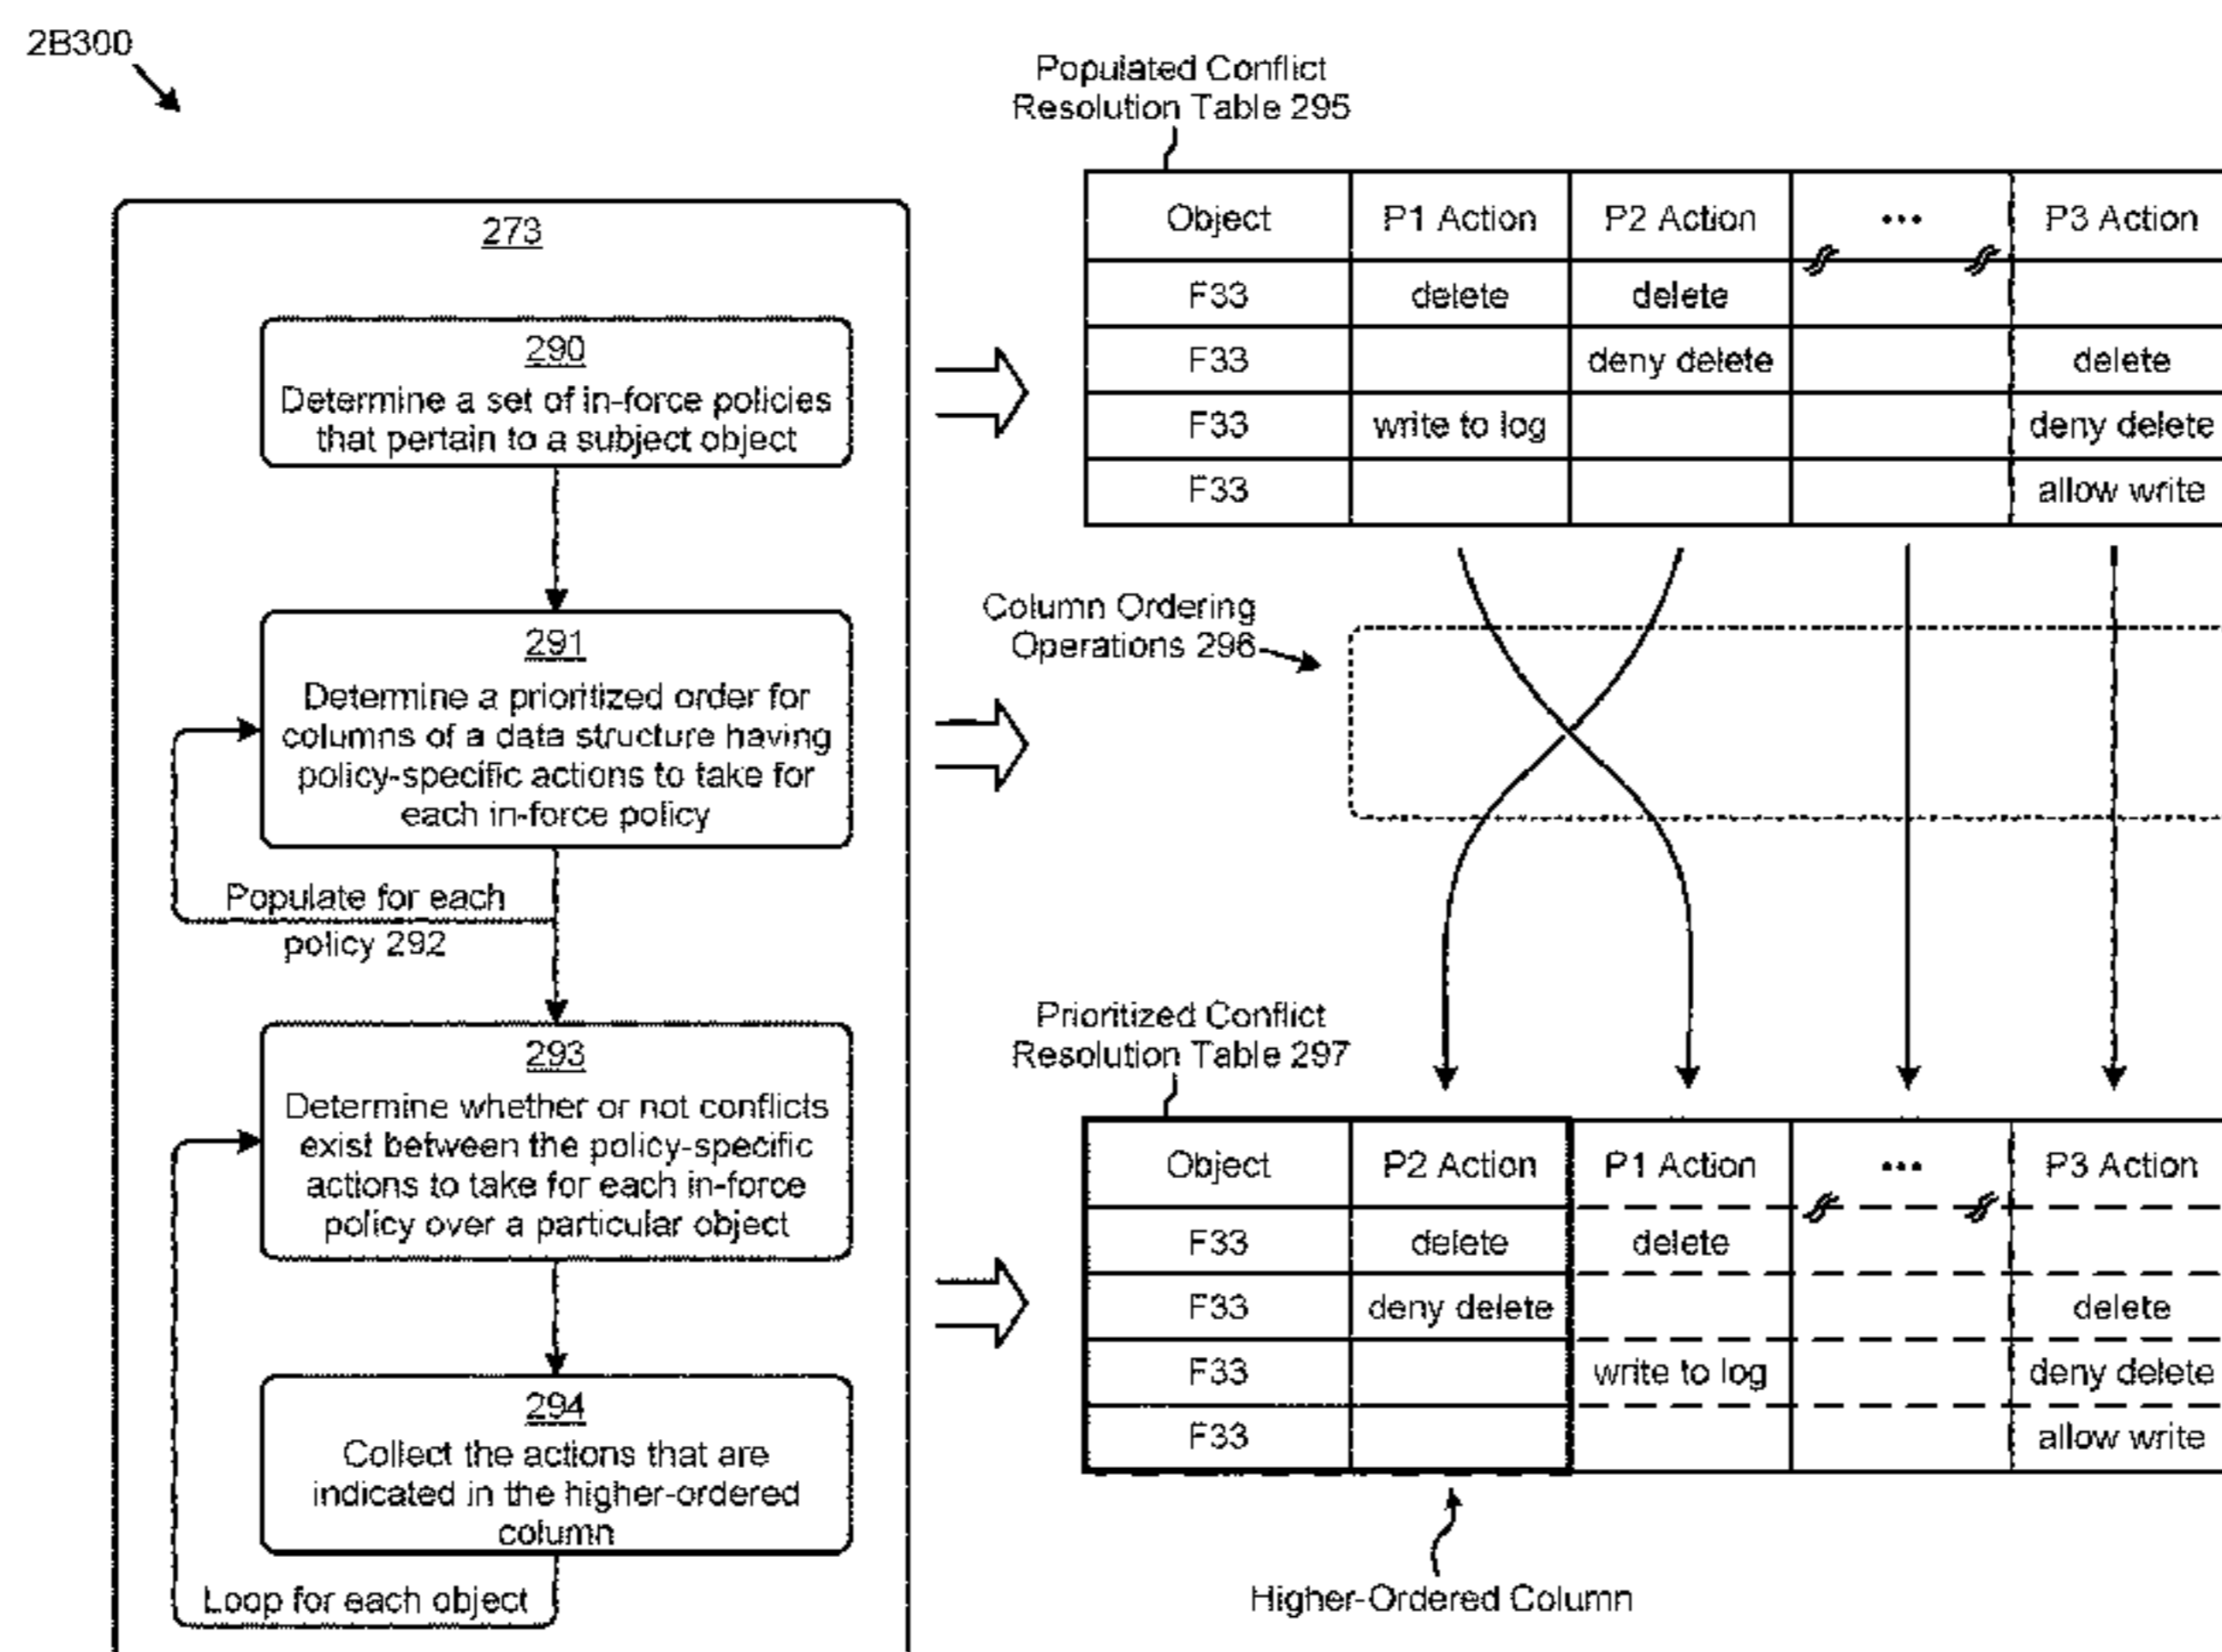 2B300
273
290
Determine a set of in-force policies
that pertain to a subject object
291
Determine a prioritized order for
columns of a data structure having
policy-specific actions to take for
each in-force policy
Populate for each
policy 292
293
Determine whether or not conflicts
exist between the policy-specific
actions to take for each in-force
policy over a particular object
294
Collect the actions that are
indicated in the higher-ordered
column
Loop for each object
Populated Conflict
Resolution Table 295
Object P1 Action P2 Action ... P3 Action
F33 delete delete
F33 deny delete delete
F33 write to log deny delete
F33 allow write
Column Ordering
Operations 296
Prioritized Conflict
Resolution Table 297
Object P2 Action P1 Action ... P3 Action
F33 delete delete
F33 deny delete delete
F33 write to log deny delete
F33 allow write
Higher-Ordered Column